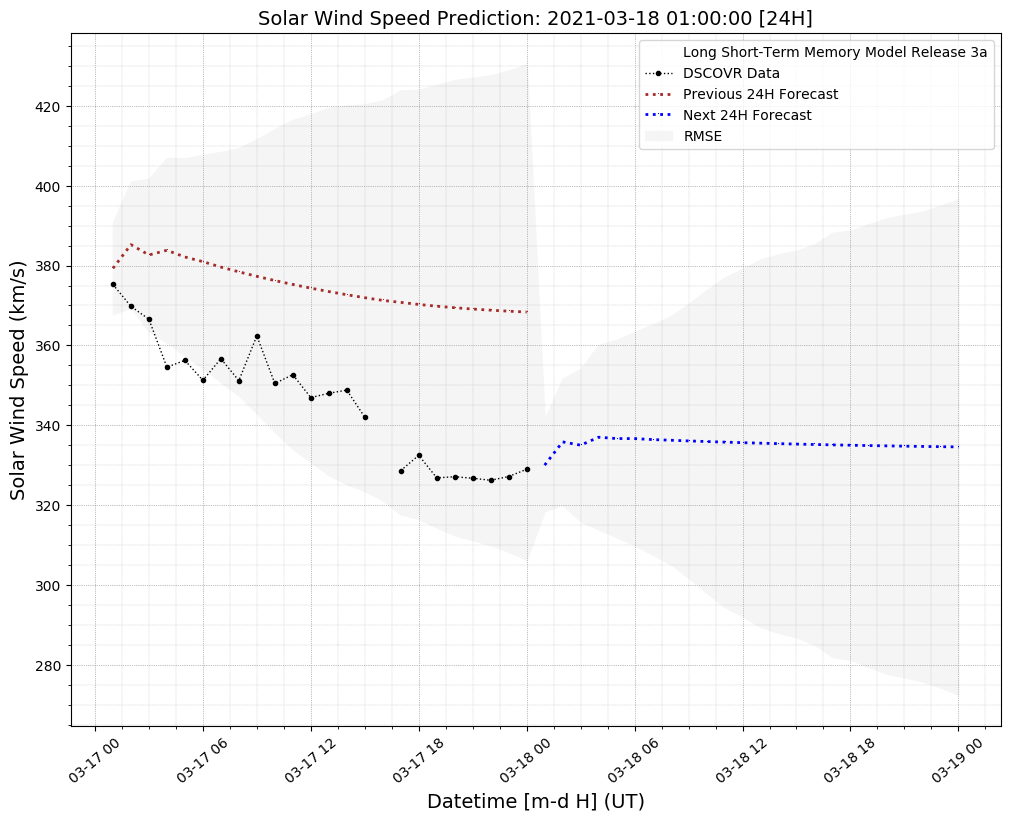 Solar Wind Speed Prediction: 2021-03-18 01:00:00 [24H]
Long Short-Term Memory Model Release 3a
DSCOVR Data
Previous 24H Forecast
Next 24H Forecast
RMSE
Solar Wind Speed (km/s)
420
400
380
360
340
320
300
280
03-17 00
03-17 06
03-17 12
03-17 18
03-18 00
03-18 06
03-18 12
03-18 18
03-19 00
Datetime [m-d H] (UT)